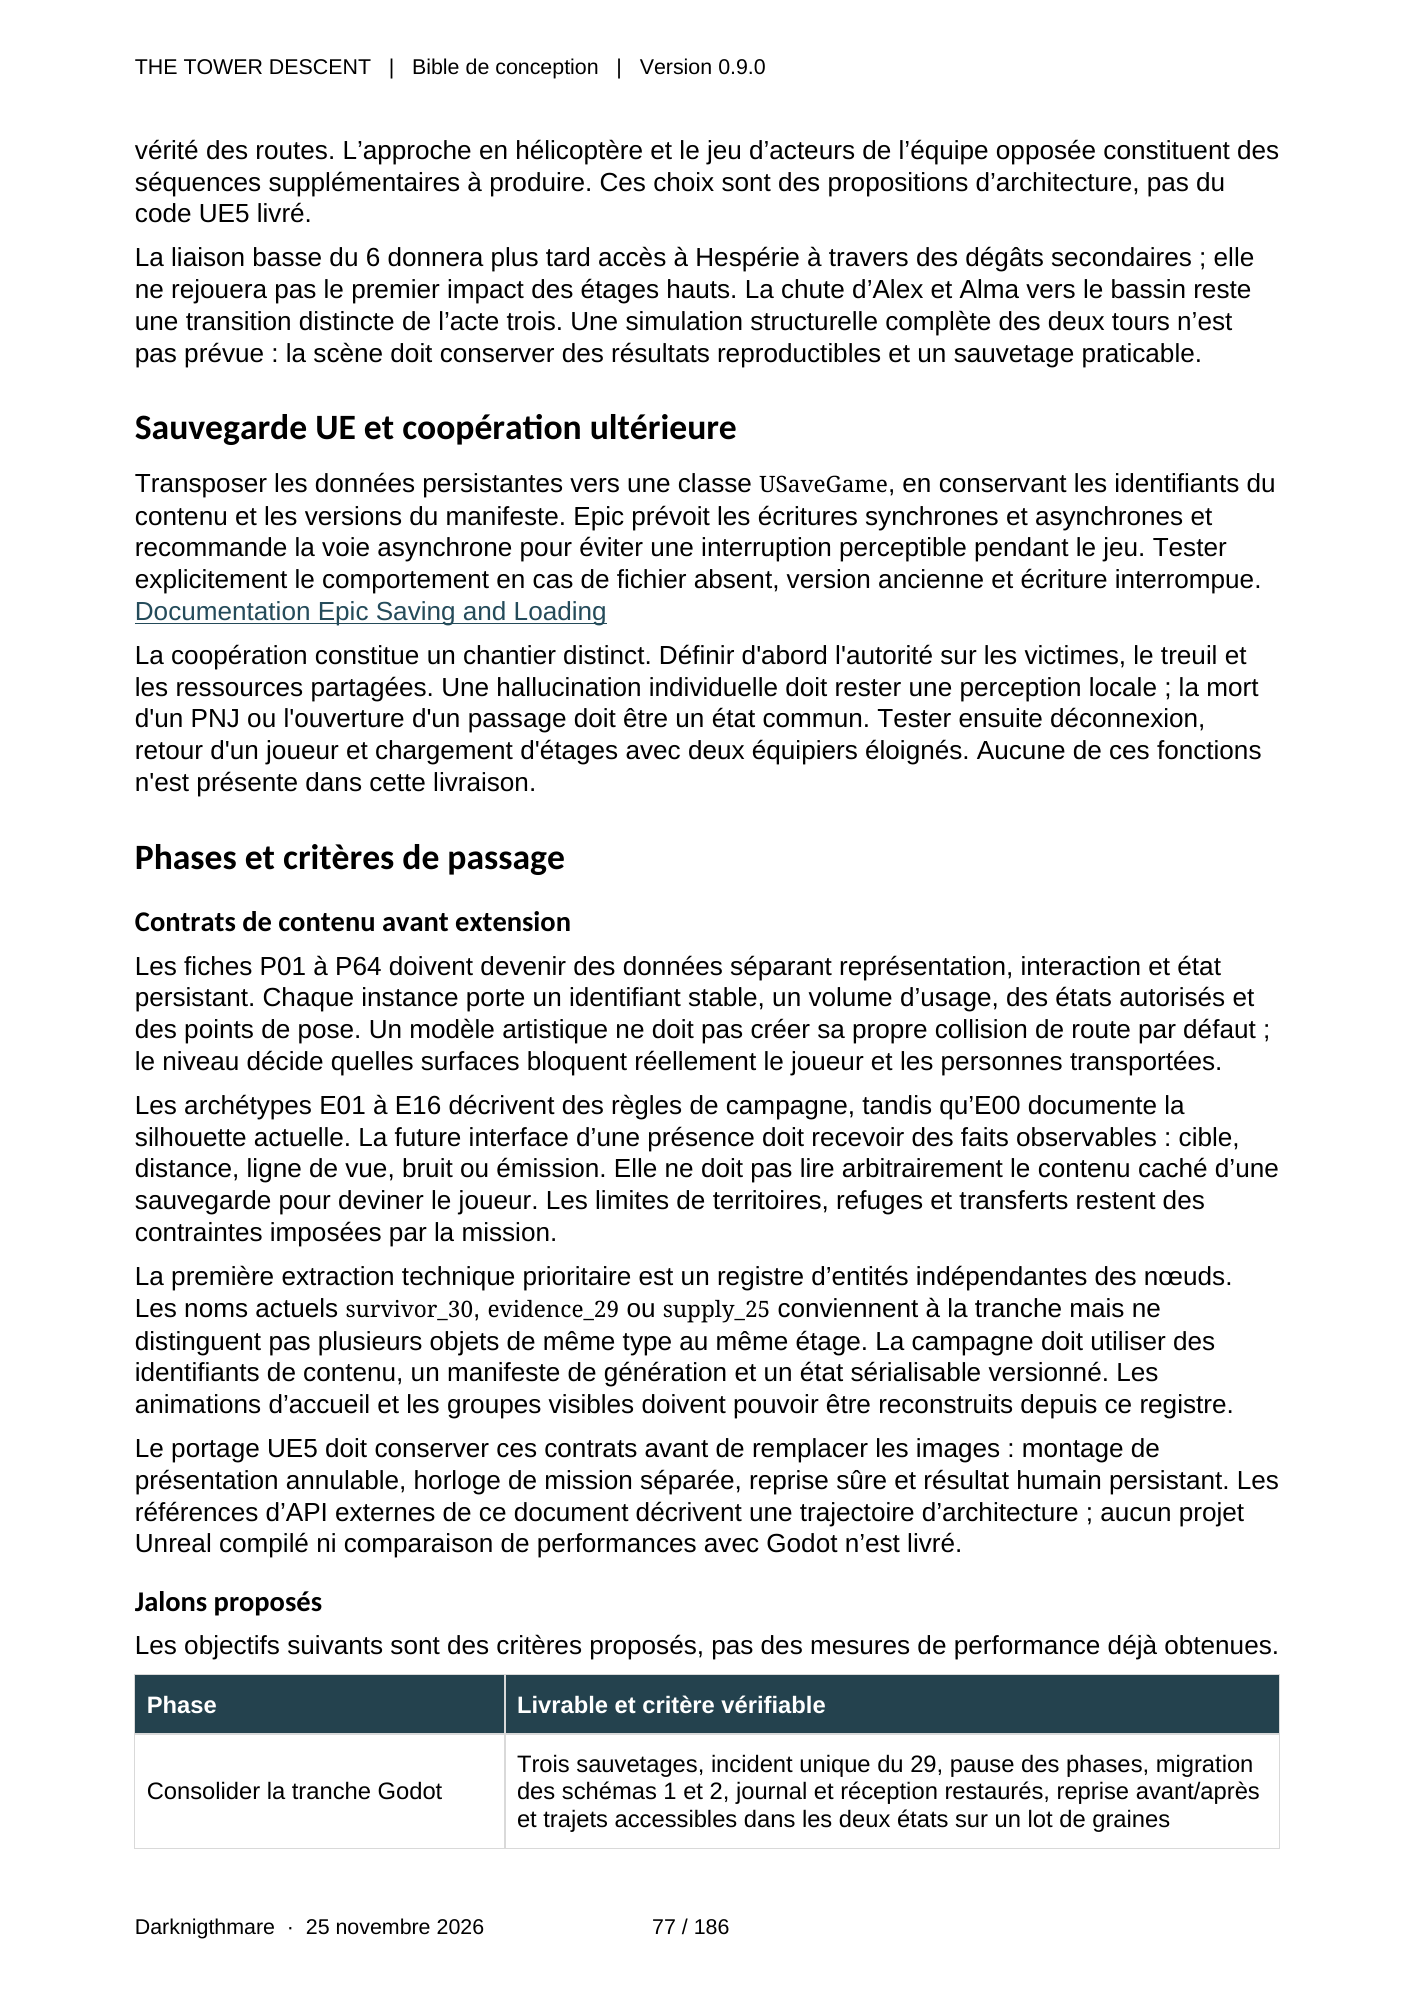 THE TOWER DESCENT | Bible de conception | Version 0.9.0
vérité des routes. L’approche en hélicoptère et le jeu d’acteurs de l’équipe opposée constituent des
séquences supplémentaires à produire. Ces choix sont des propositions d’architecture, pas du
code UE5 livré.
La liaison basse du 6 donnera plus tard accès à Hespérie à travers des dégâts secondaires ; elle
ne rejouera pas le premier impact des étages hauts. La chute d’Alex et Alma vers le bassin reste
une transition distincte de l’acte trois. Une simulation structurelle complète des deux tours n’est
pas prévue : la scène doit conserver des résultats reproductibles et un sauvetage praticable.
Sauvegarde UE et coopération ultérieure
Transposer les données persistantes vers une classe USaveGame, en conservant les identifiants du
contenu et les versions du manifeste. Epic prévoit les écritures synchrones et asynchrones et
recommande la voie asynchrone pour éviter une interruption perceptible pendant le jeu. Tester
explicitement le comportement en cas de fichier absent, version ancienne et écriture interrompue.
Documentation Epic Saving and Loading
La coopération constitue un chantier distinct. Définir d'abord l'autorité sur les victimes, le treuil et
les ressources partagées. Une hallucination individuelle doit rester une perception locale ; la mort
d'un PNJ ou l'ouverture d'un passage doit être un état commun. Tester ensuite déconnexion,
retour d'un joueur et chargement d'étages avec deux équipiers éloignés. Aucune de ces fonctions
n'est présente dans cette livraison.
Phases et critères de passage
Contrats de contenu avant extension
Les fiches P01 à P64 doivent devenir des données séparant représentation, interaction et état
persistant. Chaque instance porte un identifiant stable, un volume d’usage, des états autorisés et
des points de pose. Un modèle artistique ne doit pas créer sa propre collision de route par défaut ;
le niveau décide quelles surfaces bloquent réellement le joueur et les personnes transportées.
Les archétypes E01 à E16 décrivent des règles de campagne, tandis qu’E00 documente la
silhouette actuelle. La future interface d’une présence doit recevoir des faits observables : cible,
distance, ligne de vue, bruit ou émission. Elle ne doit pas lire arbitrairement le contenu caché d’une
sauvegarde pour deviner le joueur. Les limites de territoires, refuges et transferts restent des
contraintes imposées par la mission.
La première extraction technique prioritaire est un registre d’entités indépendantes des nœuds.
Les noms actuels survivor_30, evidence_29 ou supply_25 conviennent à la tranche mais ne
distinguent pas plusieurs objets de même type au même étage. La campagne doit utiliser des
identifiants de contenu, un manifeste de génération et un état sérialisable versionné. Les
animations d’accueil et les groupes visibles doivent pouvoir être reconstruits depuis ce registre.
Le portage UE5 doit conserver ces contrats avant de remplacer les images : montage de
présentation annulable, horloge de mission séparée, reprise sûre et résultat humain persistant. Les
références d’API externes de ce document décrivent une trajectoire d’architecture ; aucun projet
Unreal compilé ni comparaison de performances avec Godot n’est livré.
Jalons proposés
Les objectifs suivants sont des critères proposés, pas des mesures de performance déjà obtenues.
Phase
Livrable et critère vérifiable
Consolider la tranche Godot
Trois sauvetages, incident unique du 29, pause des phases, migration
des schémas 1 et 2, journal et réception restaurés, reprise avant/après
et trajets accessibles dans les deux états sur un lot de graines
Darknigthmare · 25 novembre 2026
77 / 186